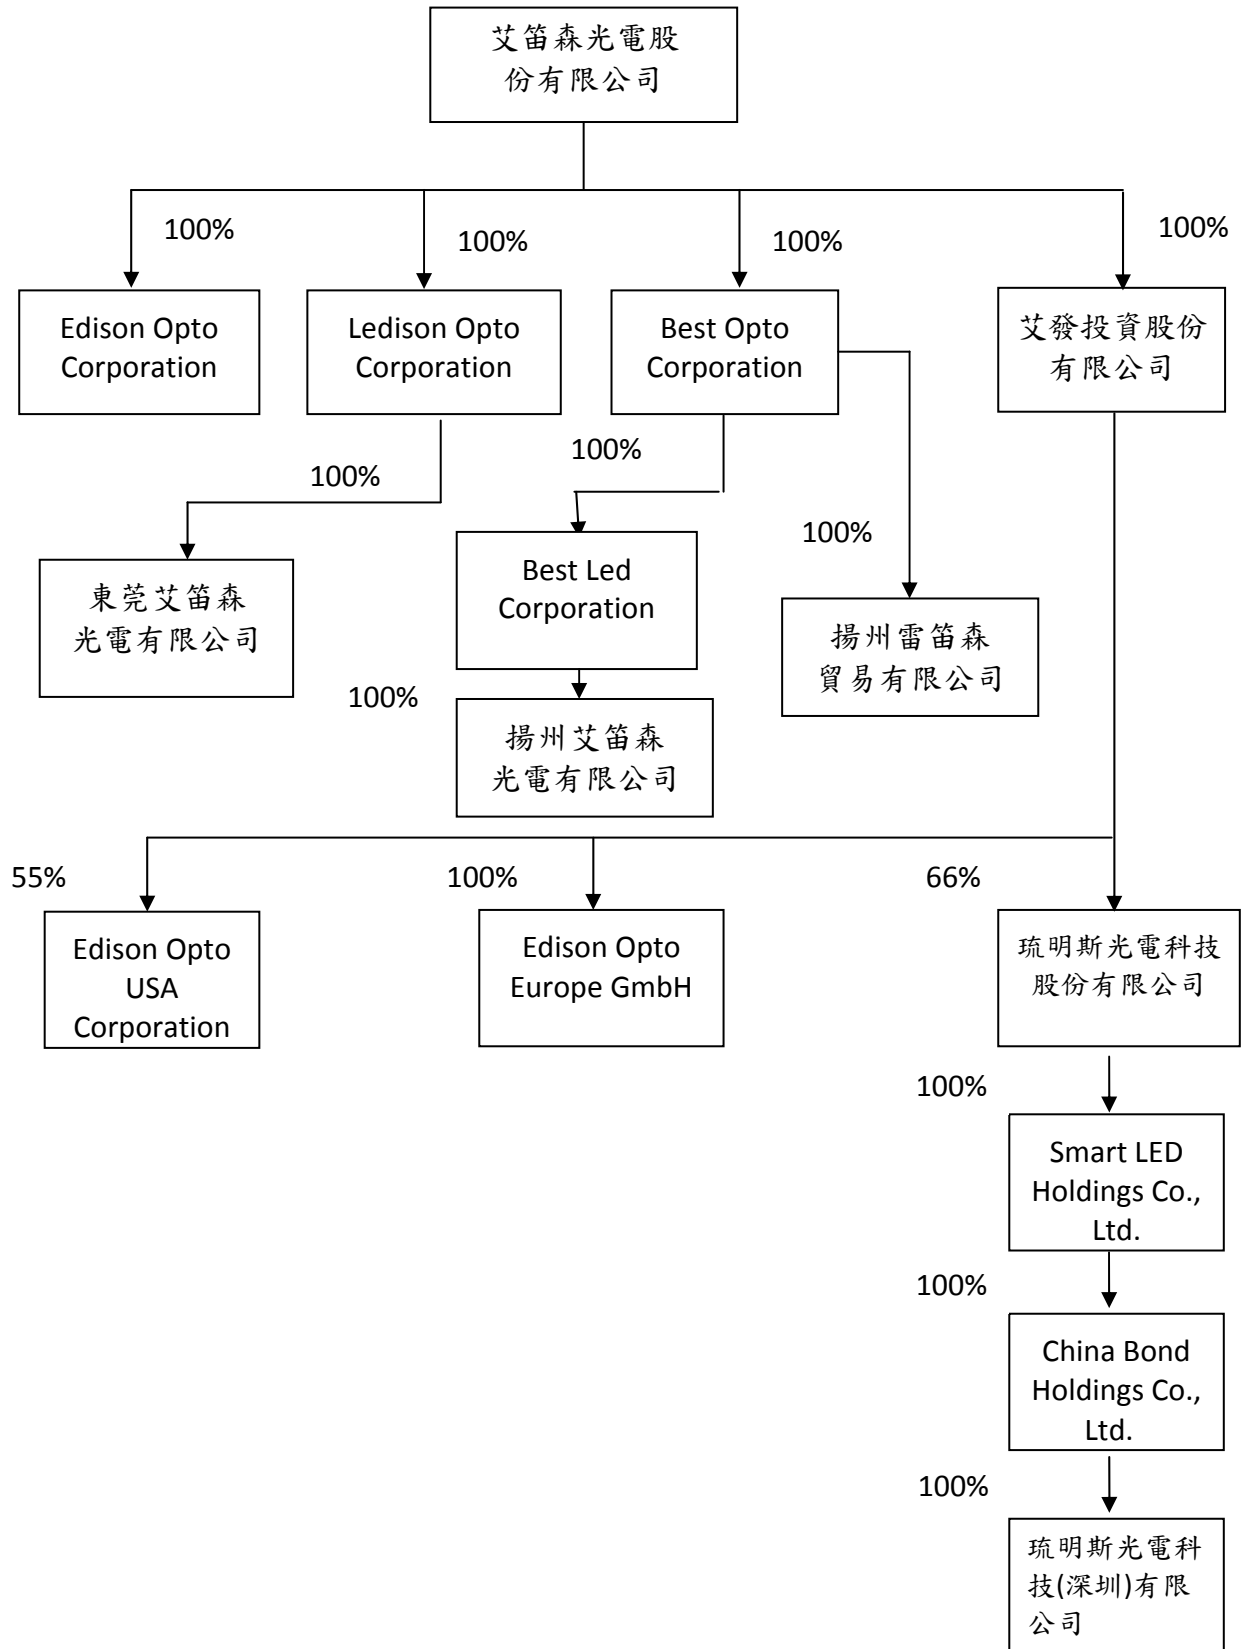 艾笛森光電股
份有限公司
100%
100%
100%
100%
Edison Opto
Corporation
Ledison Opto
Corporation
Best Opto
Corporation
艾發投資股份
有限公司
100%
100%
100%
東莞艾笛森
光電有限公司
Best Led
Corporation
揚州雷笛森
貿易有限公司
100%
揚州艾笛森
光電有限公司
55%
100%
66%
Edison Opto
USA
Corporation
Edison Opto
Europe GmbH
琉明斯光電科技
股份有限公司
100%
Smart LED
Holdings Co.,
Ltd.
100%
China Bond
Holdings Co.,
Ltd.
100%
琉明斯光電科
技(深圳)有限
公司